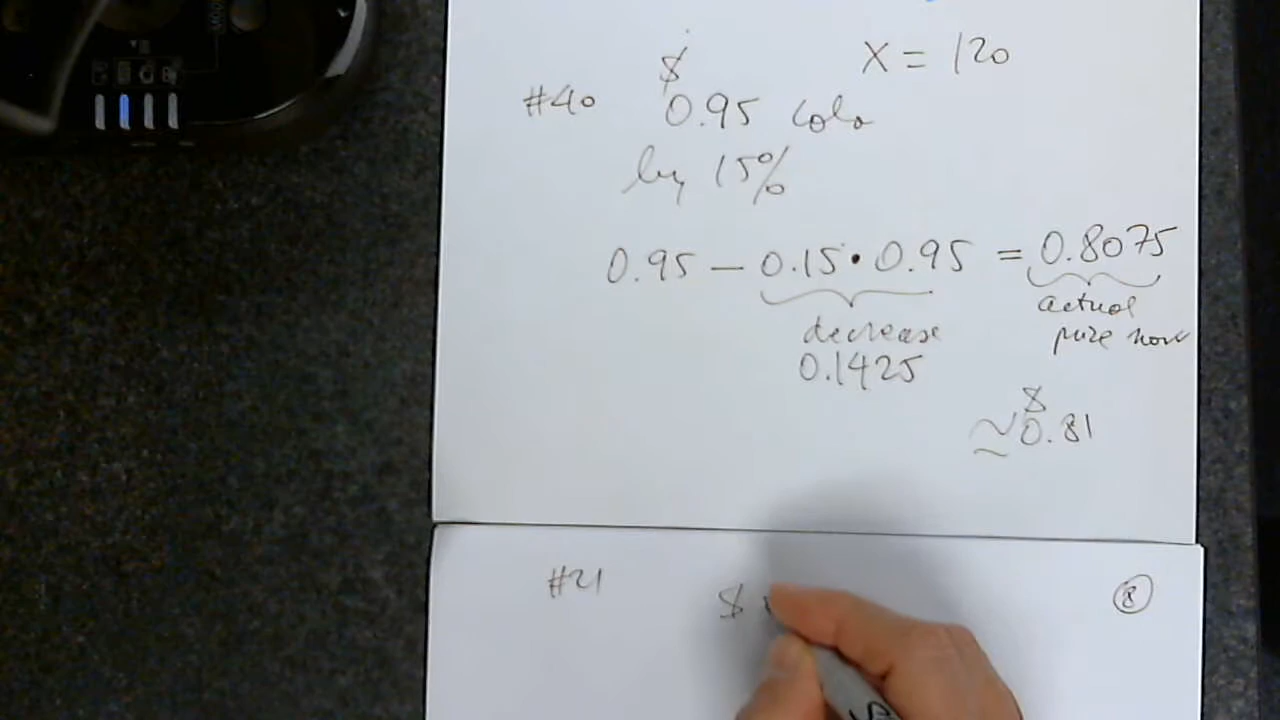 x = 120
#40 $ 0.95 cola
by 15%
0.95 — 0.15 • 0.95 = 0.8075
decrease
0.1425
actual
price now
≈ $ 0.81
#21 $
8